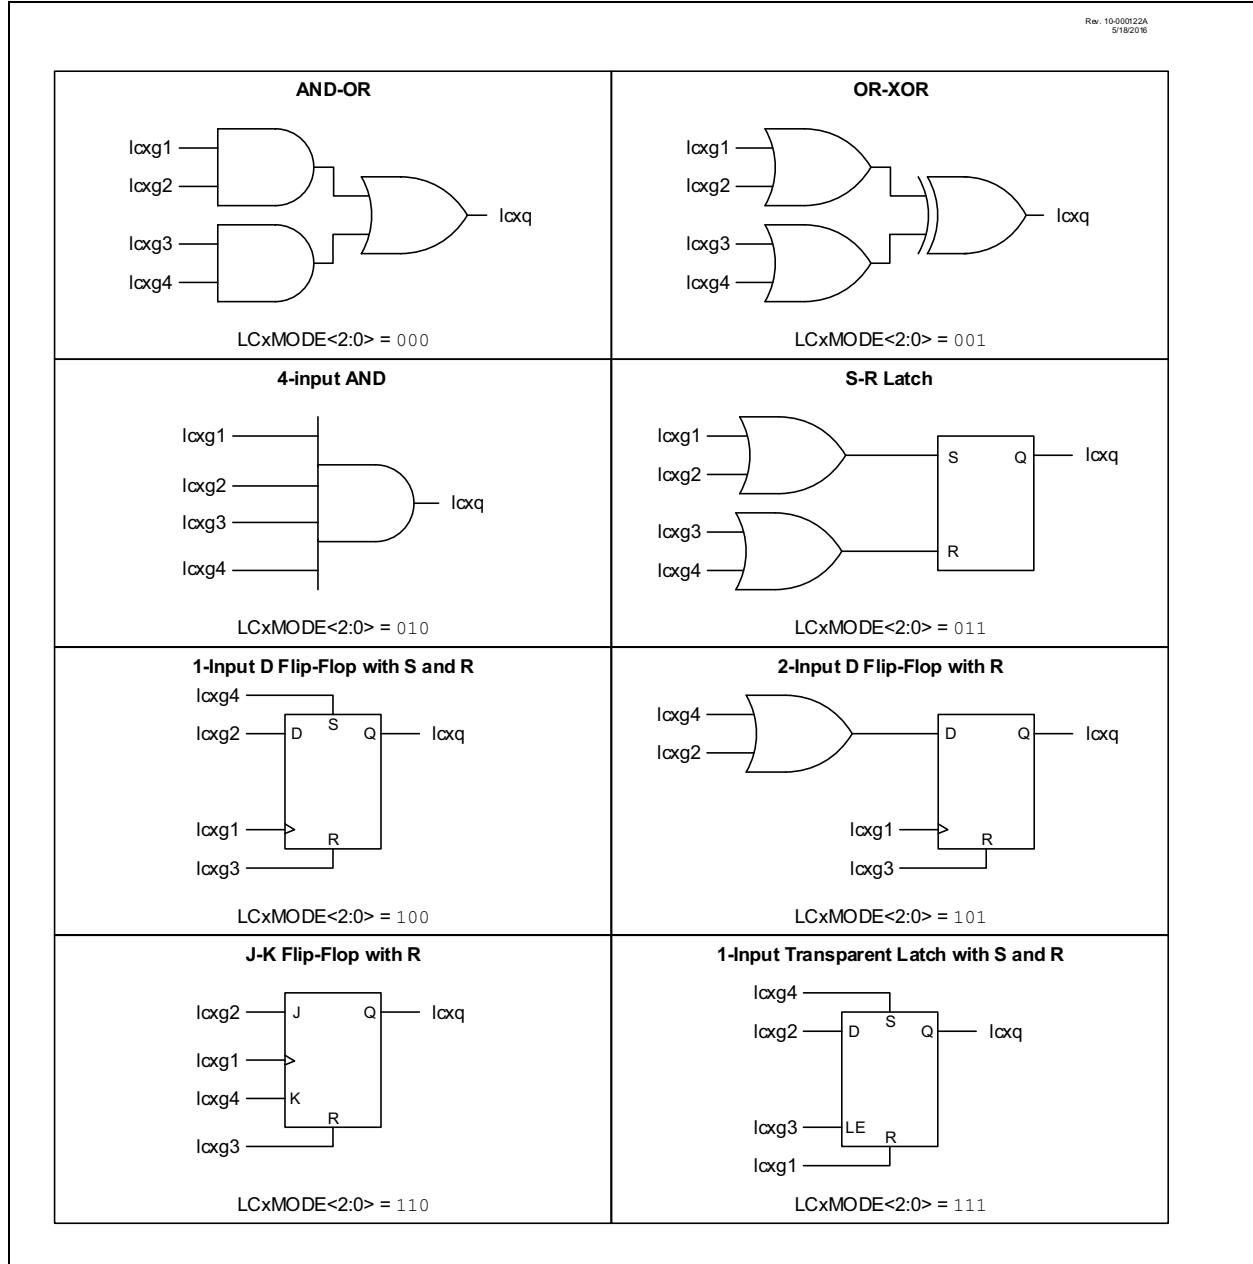 Rev. 10-000122A
5/18/2016
AND-OR
lcxg1
lcxg2
lcxg3
lcxg4
lcxq
LCxMODE<2:0> = 000
OR-XOR
lcxg1
lcxg2
lcxg3
lcxg4
lcxq
LCxMODE<2:0> = 001
4-input AND
lcxg1
lcxg2
lcxg3
lcxg4
lcxq
LCxMODE<2:0> = 010
S-R Latch
lcxg1
lcxg2
lcxg3
lcxg4
S
Q
lcxq
R
LCxMODE<2:0> = 011
1-Input D Flip-Flop with S and R
lcxg4
S
lcxg2
D
Q
lcxq
lcxg1
R
lcxg3
LCxMODE<2:0> = 100
2-Input D Flip-Flop with R
lcxg4
lcxg2
D
Q
lcxq
lcxg1
R
lcxg3
LCxMODE<2:0> = 101
J-K Flip-Flop with R
lcxg2
J
Q
lcxq
lcxg1
lcxg4
K
R
lcxg3
LCxMODE<2:0> = 110
1-Input Transparent Latch with S and R
lcxg4
S
lcxg2
D
Q
lcxq
lcxg3
LE
R
lcxg1
LCxMODE<2:0> = 111